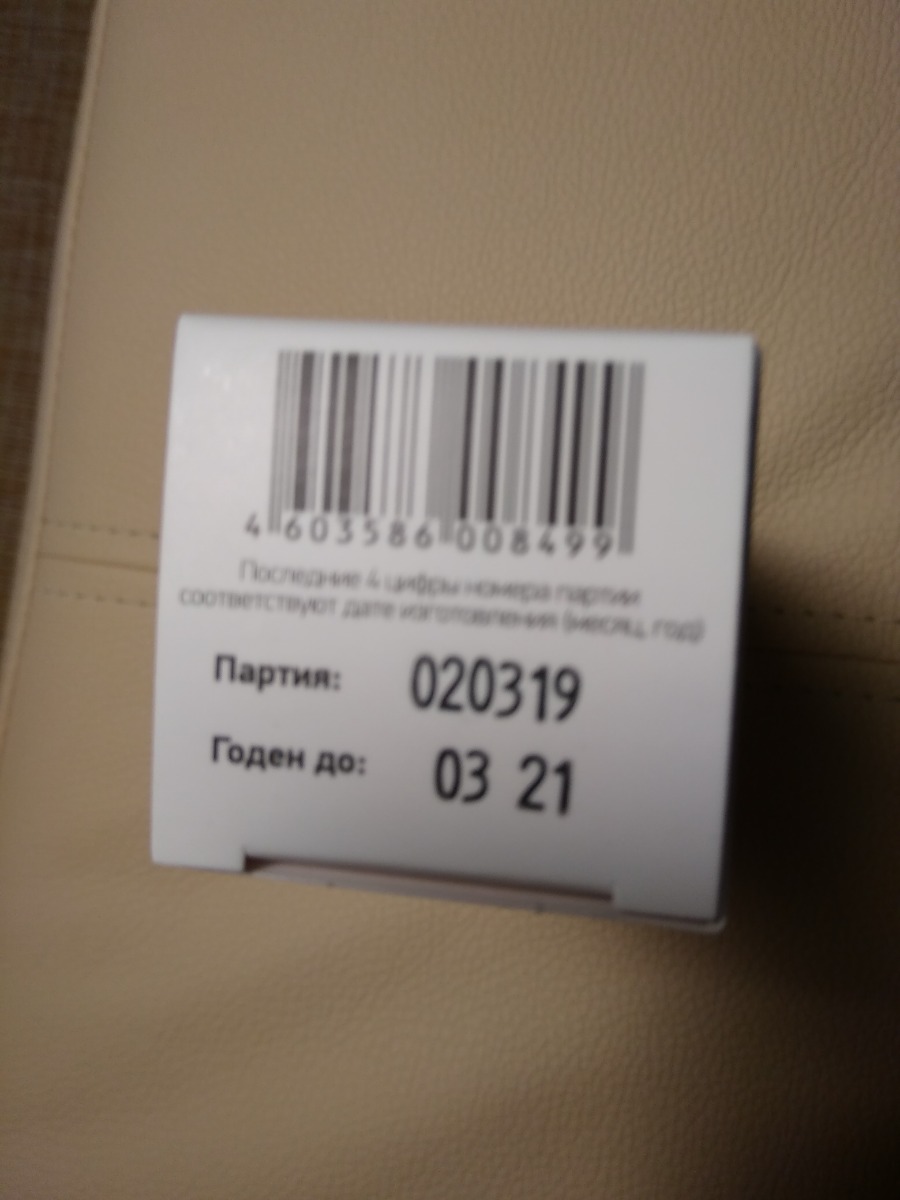 4 603586 008499
Последние 4 цифры номера партии
соответствуют дате изготовления (месяц, год)
Партия: 020319
Годен до: 03 21